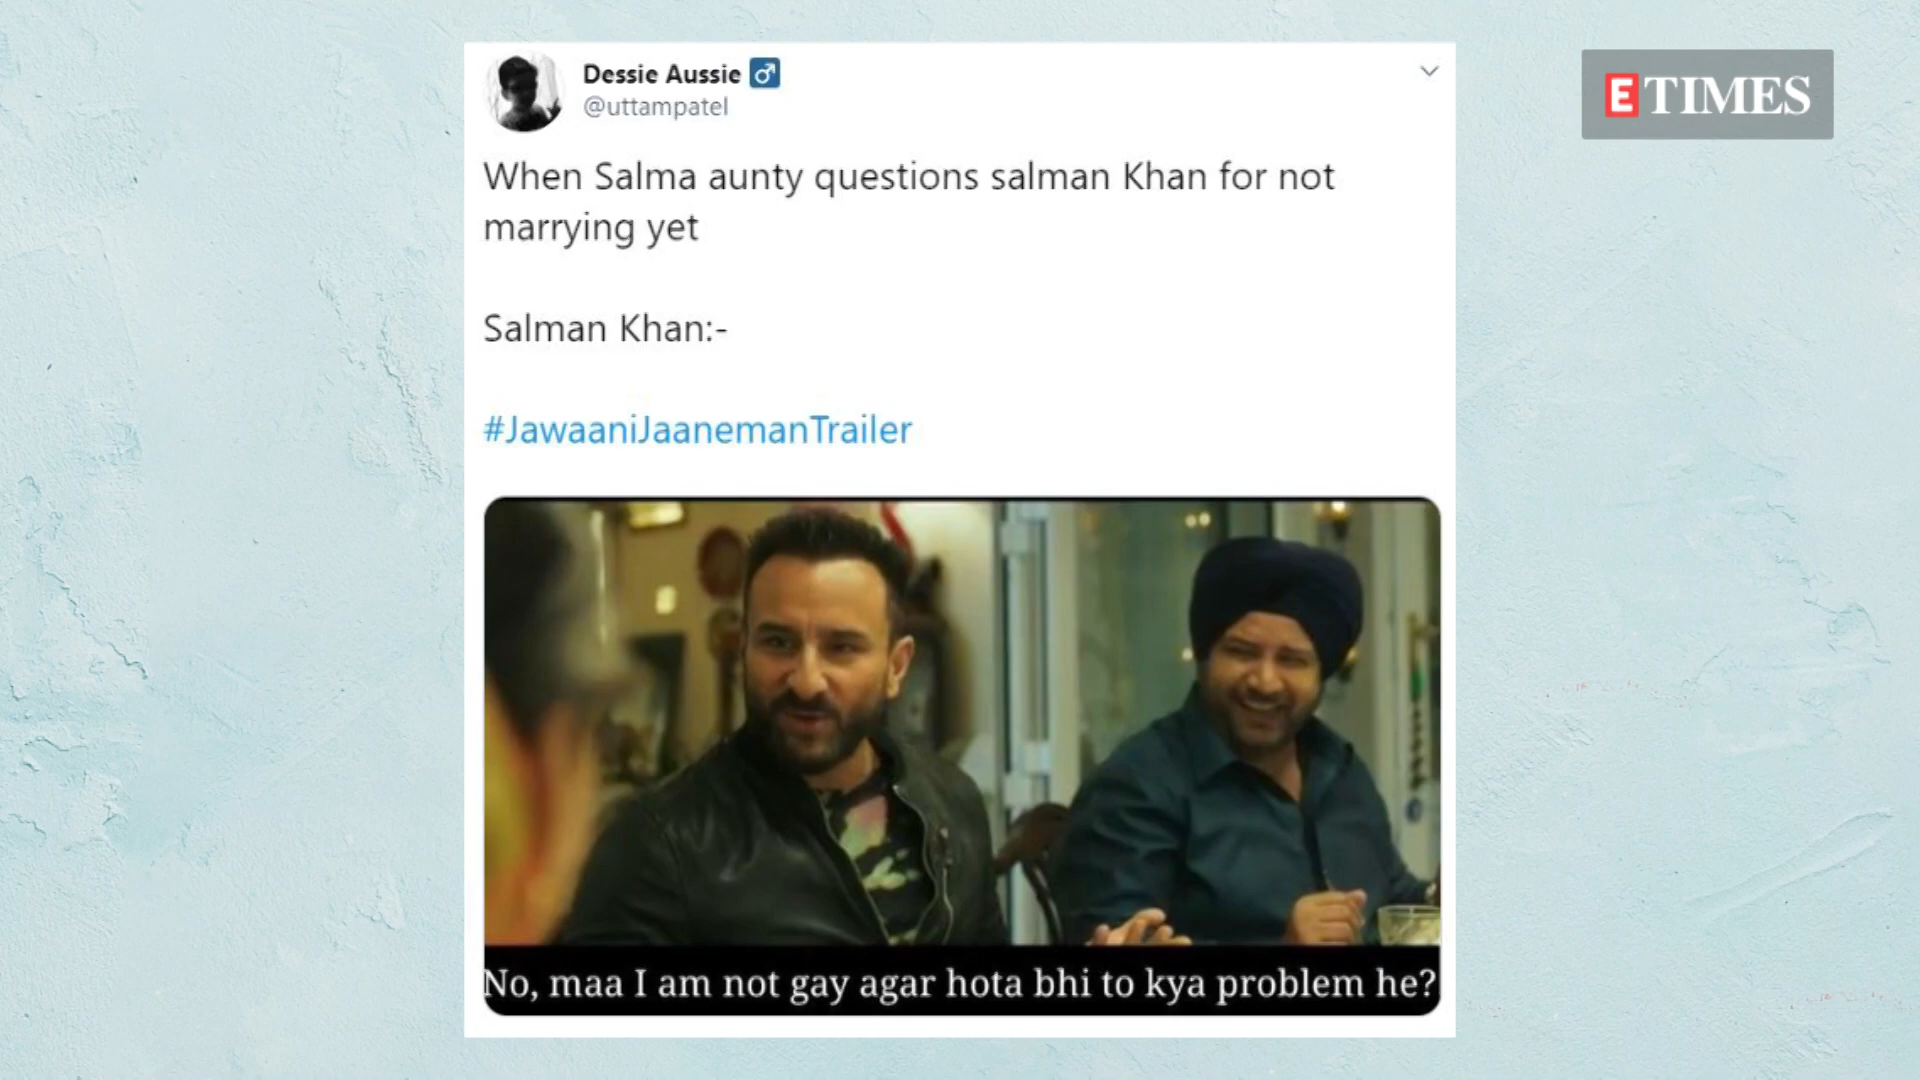 Dessie Aussie ♂
@uttampatel
ETIMES
When Salma aunty questions salman Khan for not
marrying yet
Salman Khan:-
#JawaaniJaanemanTrailer
No, maa I am not gay agar hota bhi to kya problem he?